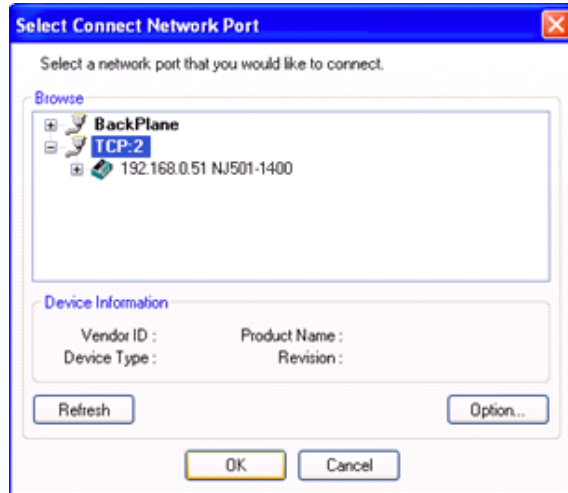 Select Connect Network Port
Select a network port that you would like to connect.
Browse
BackPlane
TCP:2
192.168.0.51 NJ501-1400
Device Information
Vendor ID :
Product Name :
Device Type :
Revision :
Refresh
Option...
OK
Cancel